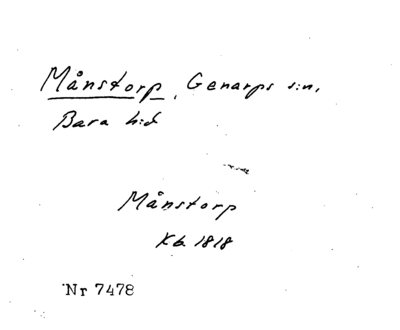 Månstorp, Genarps s:n,
Bara h:d
Månstorp
Kb. 1818
Nr 7478